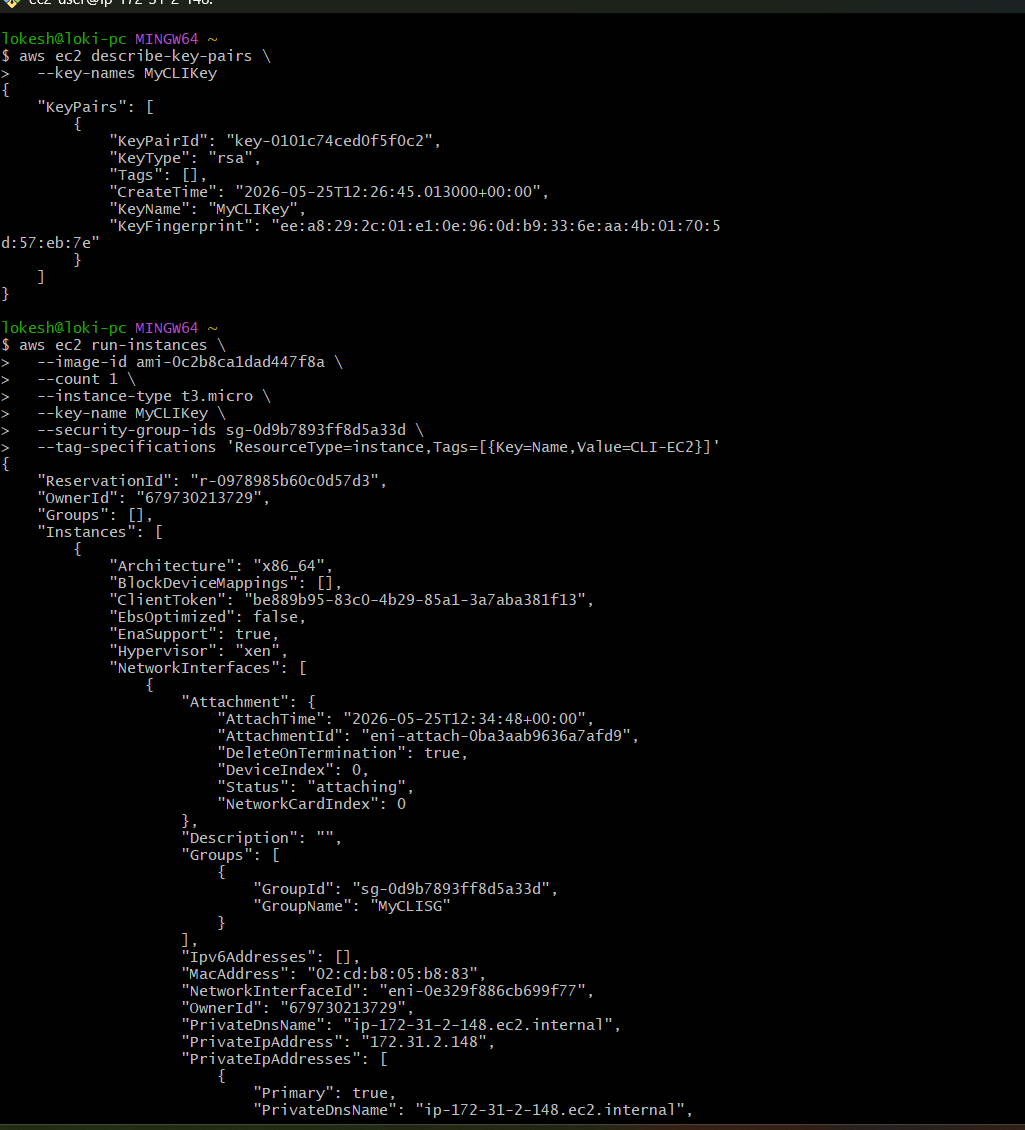 ec2-user@ip-172-31-2-148:
lokesh@loki-pc MINGW64 ~
$ aws ec2 describe-key-pairs \
>   --key-names MyCLIKey
{
    "KeyPairs": [
        {
            "KeyPairId": "key-0101c74ced0f5f0c2",
            "KeyType": "rsa",
            "Tags": [],
            "CreateTime": "2026-05-25T12:26:45.013000+00:00",
            "KeyName": "MyCLIKey",
            "KeyFingerprint": "ee:a8:29:2c:01:e1:0e:96:0d:b9:33:6e:aa:4b:01:70:5
d:57:eb:7e"
        }
    ]
}
lokesh@loki-pc MINGW64 ~
$ aws ec2 run-instances \
>   --image-id ami-0c2b8ca1dad447f8a \
>   --count 1 \
>   --instance-type t3.micro \
>   --key-name MyCLIKey \
>   --security-group-ids sg-0d9b7893ff8d5a33d \
>   --tag-specifications 'ResourceType=instance,Tags=[{Key=Name,Value=CLI-EC2}]'
{
    "ReservationId": "r-0978985b60c0d57d3",
    "OwnerId": "679730213729",
    "Groups": [],
    "Instances": [
        {
            "Architecture": "x86_64",
            "BlockDeviceMappings": [],
            "ClientToken": "be889b95-83c0-4b29-85a1-3a7aba381f13",
            "EbsOptimized": false,
            "EnaSupport": true,
            "Hypervisor": "xen",
            "NetworkInterfaces": [
                {
                    "Attachment": {
                        "AttachTime": "2026-05-25T12:34:48+00:00",
                        "AttachmentId": "eni-attach-0ba3aab9636a7afd9",
                        "DeleteOnTermination": true,
                        "DeviceIndex": 0,
                        "Status": "attaching",
                        "NetworkCardIndex": 0
                    },
                    "Description": "",
                    "Groups": [
                        {
                            "GroupId": "sg-0d9b7893ff8d5a33d",
                            "GroupName": "MyCLISG"
                        }
                    ],
                    "Ipv6Addresses": [],
                    "MacAddress": "02:cd:b8:05:b8:83",
                    "NetworkInterfaceId": "eni-0e329f886cb699f77",
                    "OwnerId": "679730213729",
                    "PrivateDnsName": "ip-172-31-2-148.ec2.internal",
                    "PrivateIpAddress": "172.31.2.148",
                    "PrivateIpAddresses": [
                        {
                            "Primary": true,
                            "PrivateDnsName": "ip-172-31-2-148.ec2.internal",